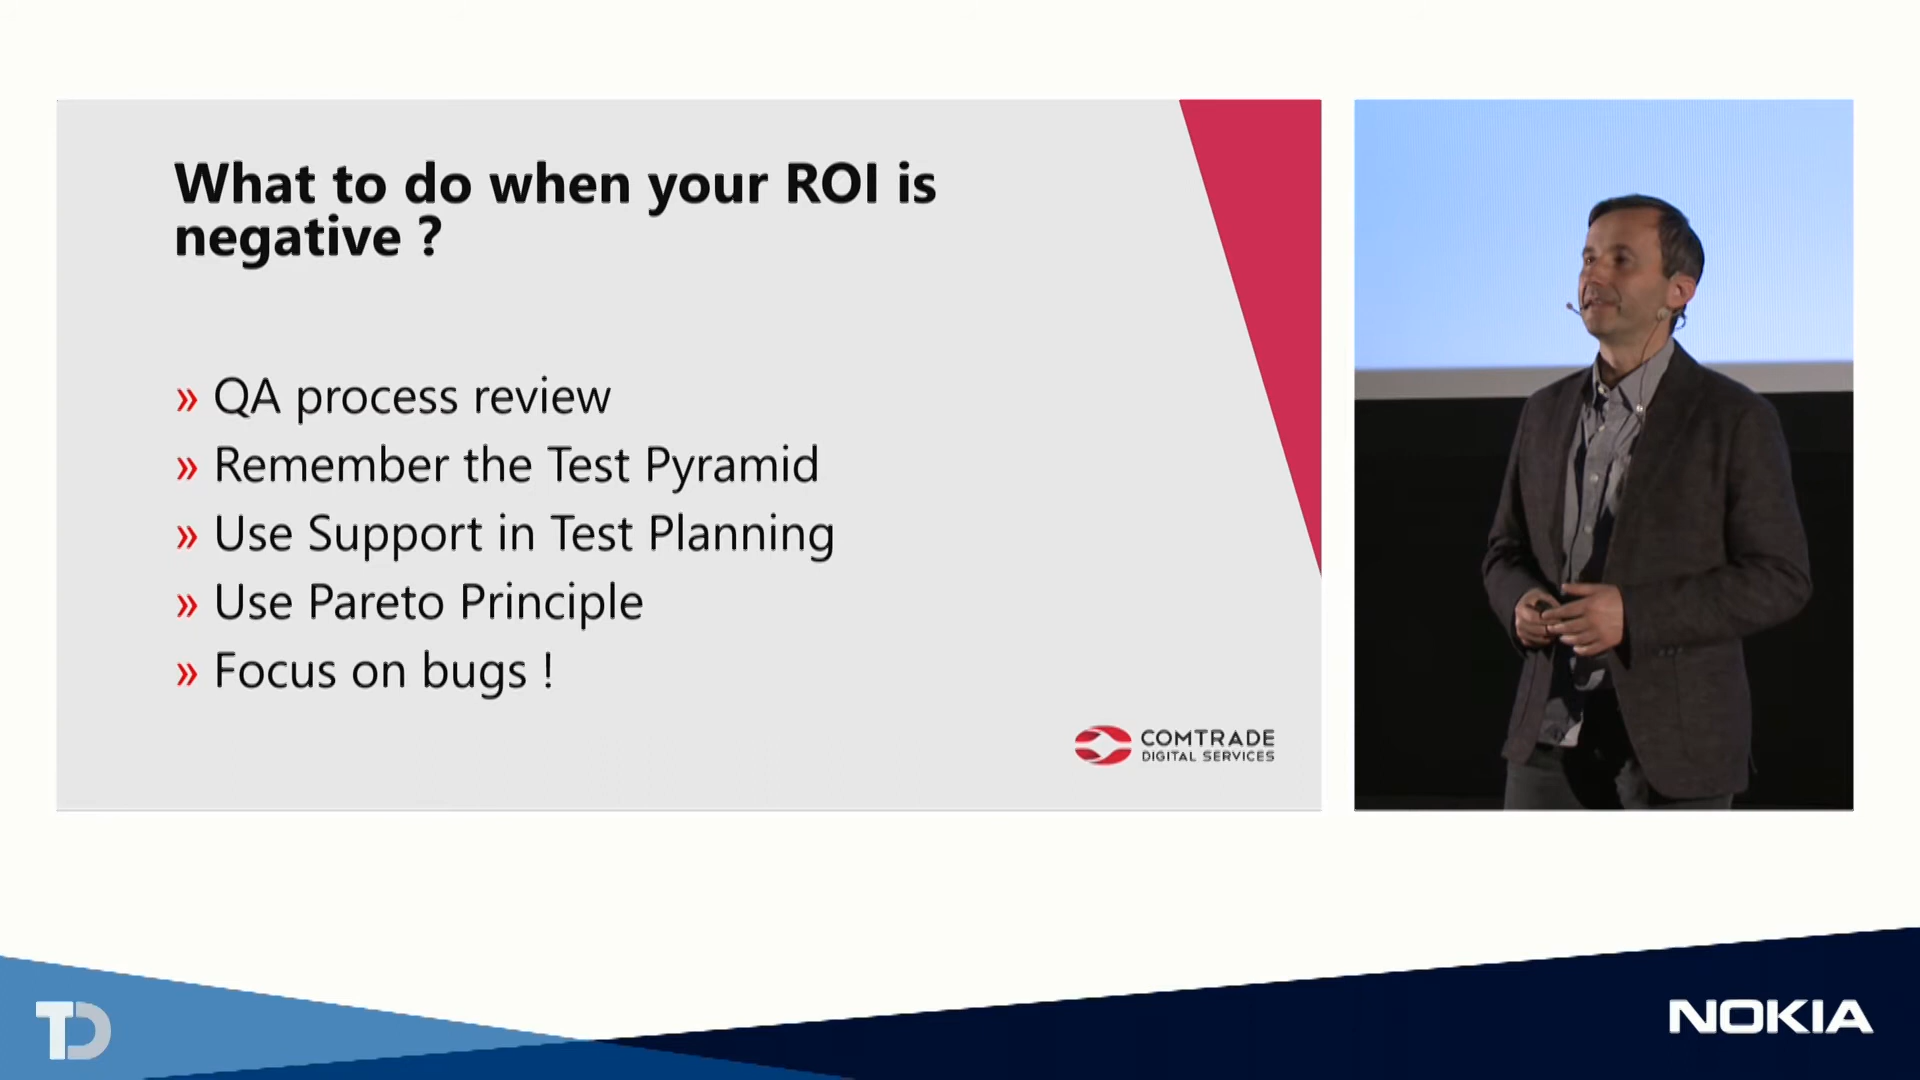 What to do when your ROI is
negative ?
» QA process review
» Remember the Test Pyramid
» Use Support in Test Planning
» Use Pareto Principle
» Focus on bugs !
COMTRADE
DIGITAL SERVICES
TD
NOKIA